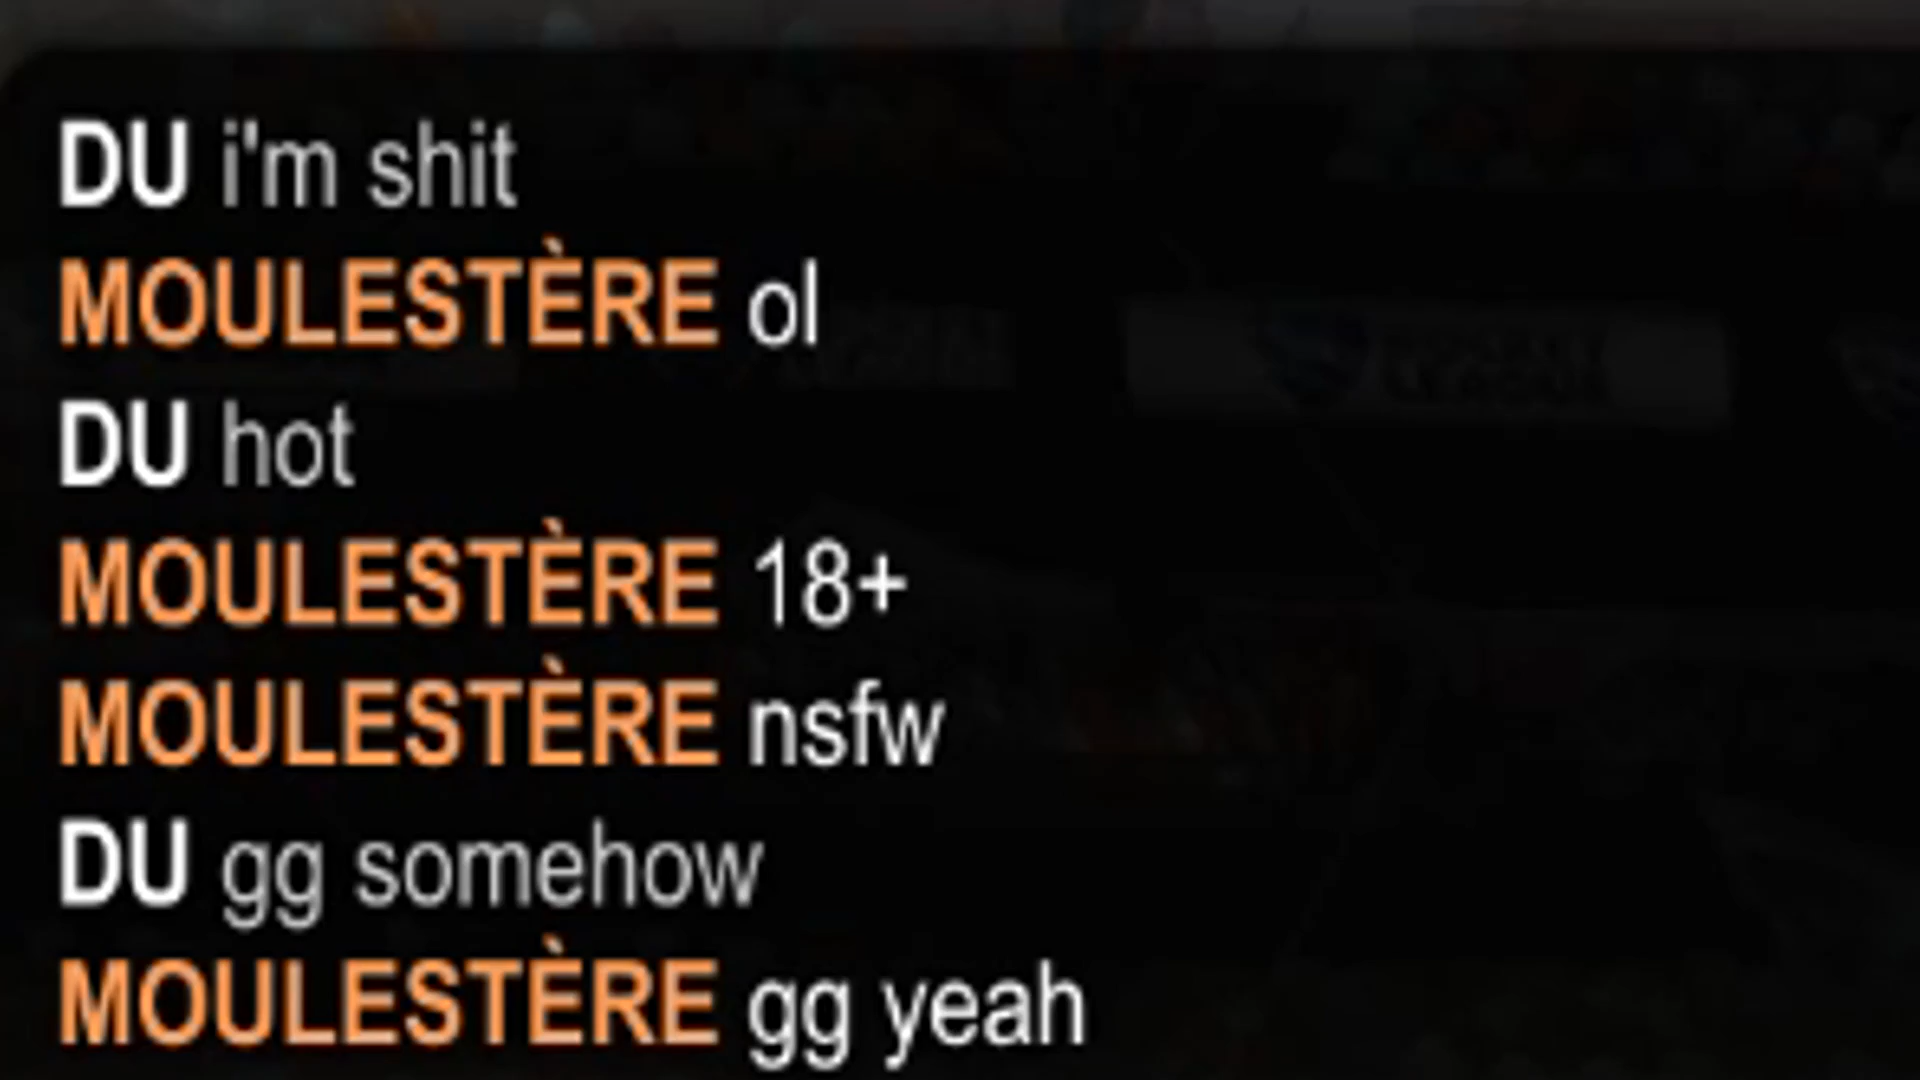 DU i'm shit
MOULESTÈRE ol
DU hot
MOULESTÈRE 18+
MOULESTÈRE nsfw
DU gg somehow
MOULESTÈRE gg yeah